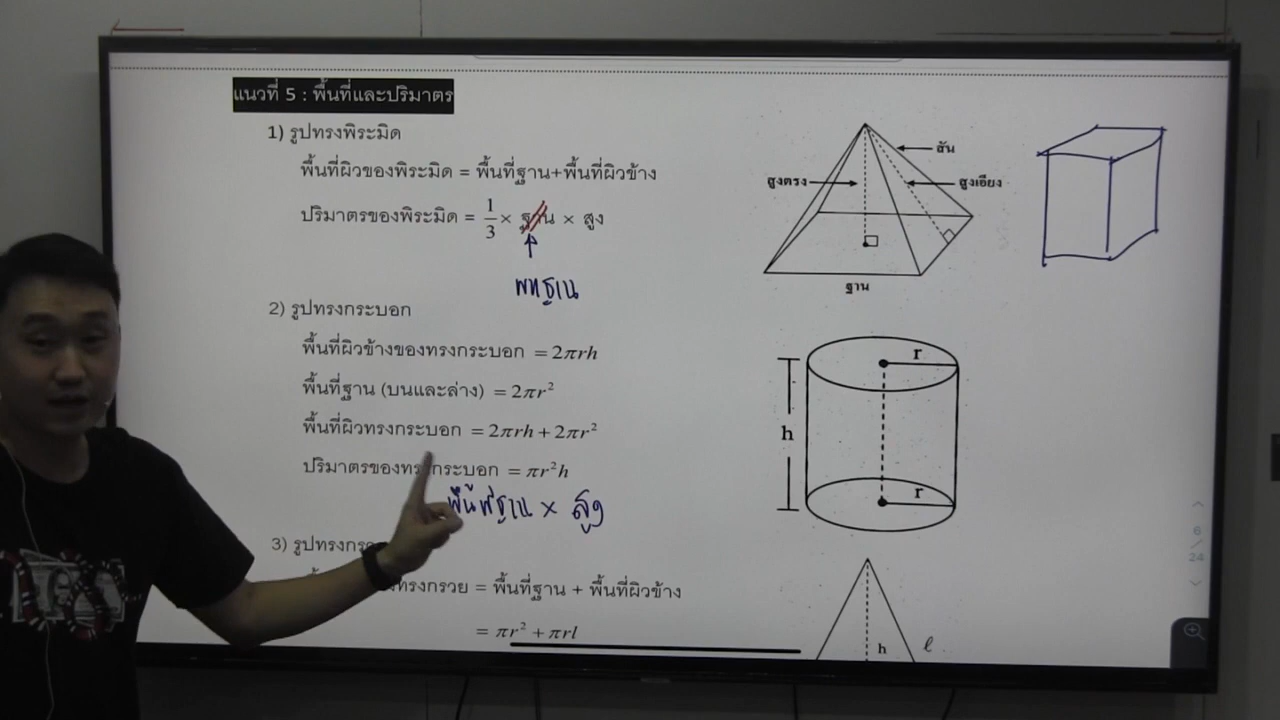 แนวที่ 5 : พื้นที่และปริมาตร
1) รูปทรงพิระมิด
พื้นที่ผิวของพิระมิด = พื้นที่ฐาน+พื้นที่ผิวข้าง
ปริมาตรของพิระมิด = 1/3 × ฐาน × สูง
พทฐาน
สัน
สูงตรง
สูงเอียง
ฐาน
2) รูปทรงกระบอก
พื้นที่ผิวข้างของทรงกระบอก = 2πrh
พื้นที่ฐาน (บนและล่าง) = 2πr²
พื้นที่ผิวทรงกระบอก = 2πrh + 2πr²
ปริมาตรของทรงกระบอก = πr²h
พื้นที่ฐาน × สูง
r
h
r
3) รูปทรงกรวย
ทรงกรวย = พื้นที่ฐาน + พื้นที่ผิวข้าง
= πr² + πrl
h
ℓ
6
/
24